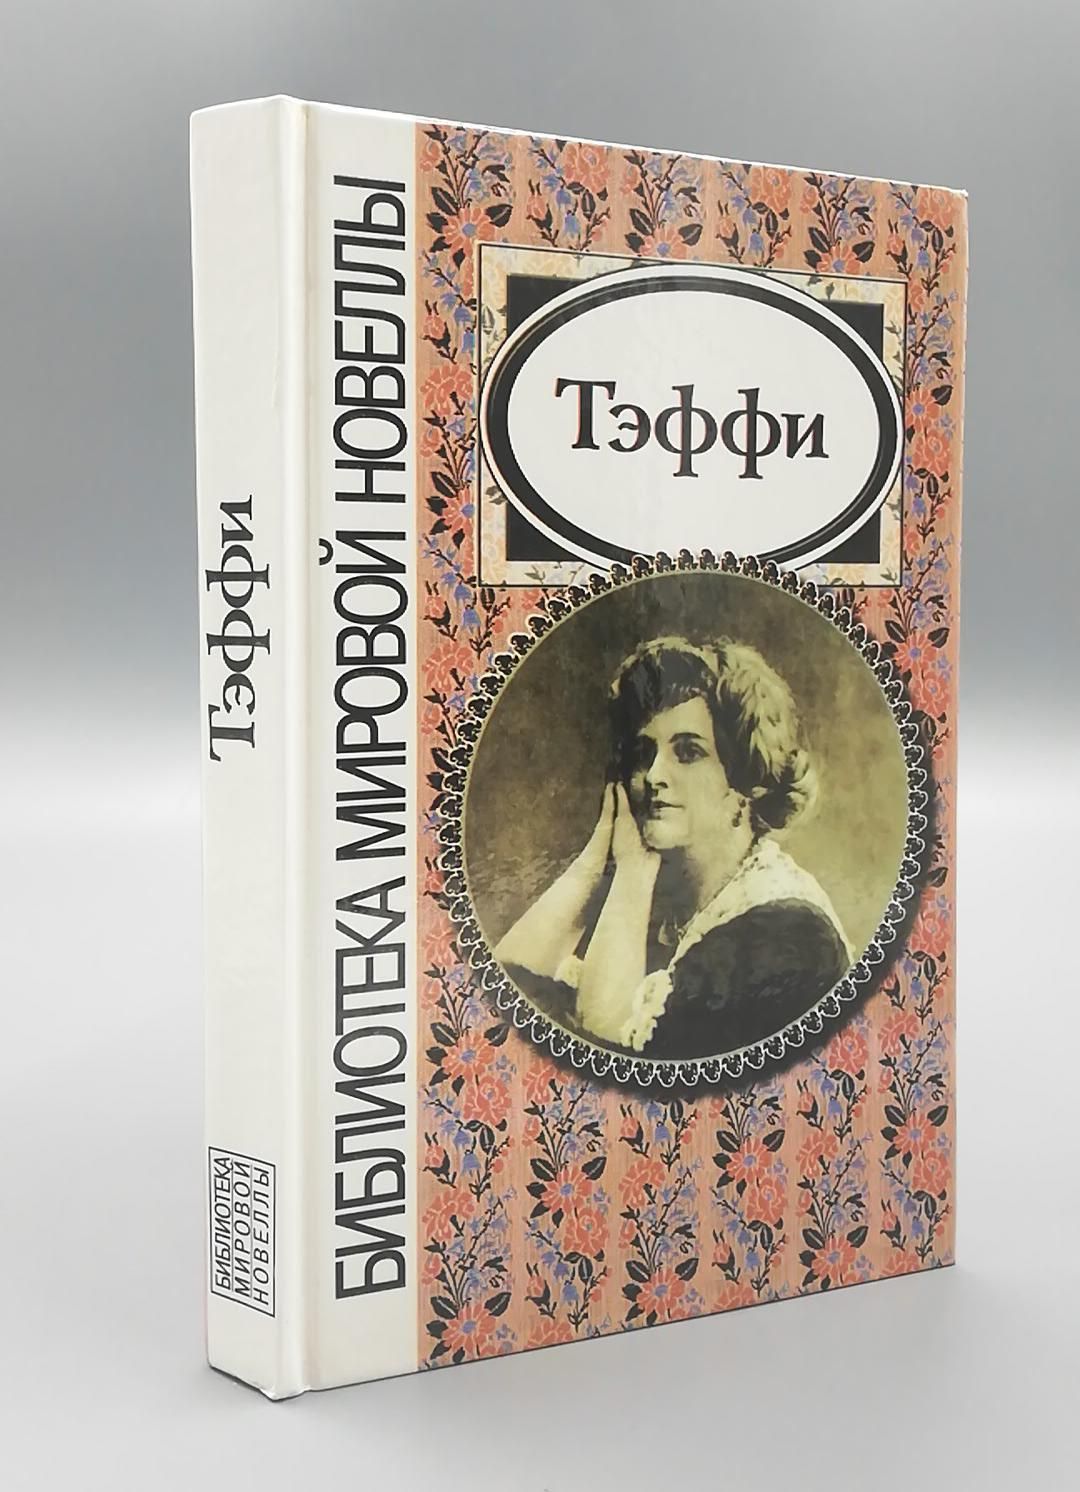 Тэффи
БИБЛИОТЕКА
МИРОВОЙ
НОВЕЛЛЫ
БИБЛИОТЕКА МИРОВОЙ НОВЕЛЛЫ
Тэффи